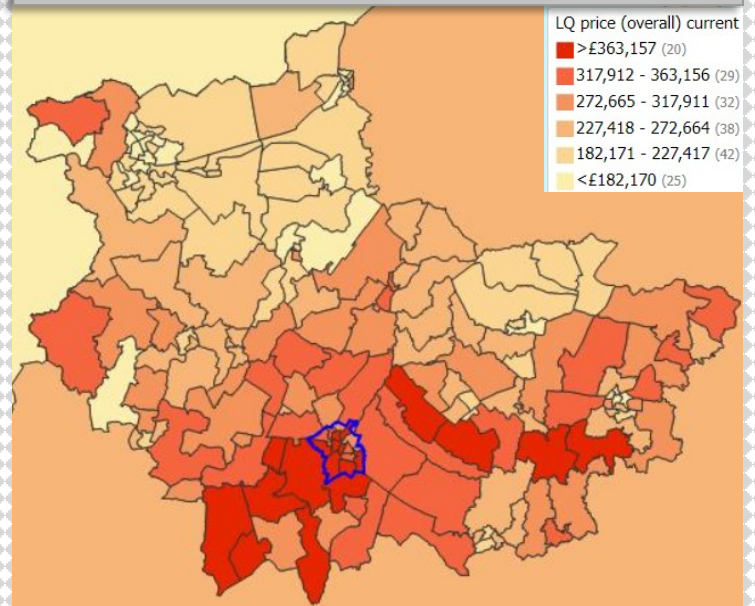 LQ price (overall) current
>£363,157 (20)
317,912 - 363,156 (29)
272,665 - 317,911 (32)
227,418 - 272,664 (38)
182,171 - 227,417 (42)
<£182,170 (25)